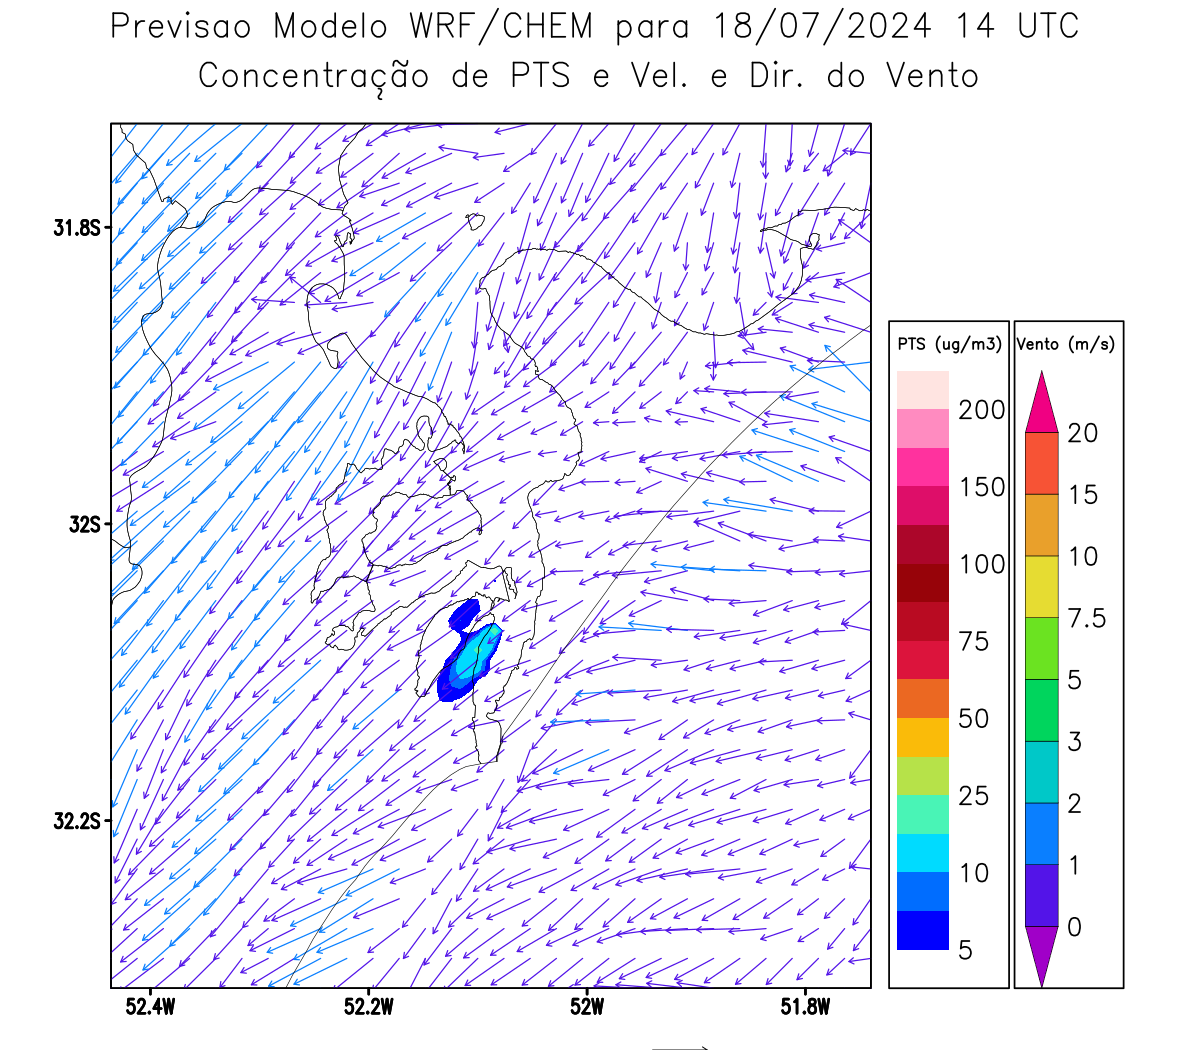 Previsao Modelo WRF/CHEM para 18/07/2024 14 UTC
Concentração de PTS e Vel. e Dir. do Vento
31.8S
32S
32.2S
52.4W
52.2W
52W
51.8W
PTS (ug/m3)
200
150
100
75
50
25
10
5
Vento (m/s)
20
15
10
7.5
5
3
2
1
0